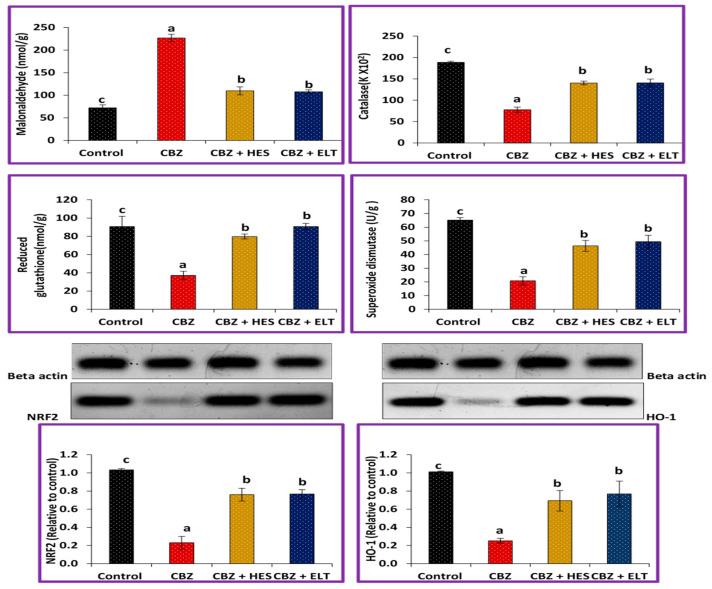 Malonaldehyde (nmol/g)
250
200
150
100
50
0
c
a
b
b
Control
CBZ
CBZ + HES
CBZ + ELT
Catalase(K X10²)
250
200
150
100
50
0
c
a
b
b
Control
CBZ
CBZ + HES
CBZ + ELT
Reduced
glutathione(nmol/g)
120
100
80
60
40
20
0
c
a
b
b
Control
CBZ
CBZ + HES
CBZ + ELT
Superoxide dismutase (U/g )
80
70
60
50
40
30
20
10
0
c
a
b
b
Control
CBZ
CBZ + HES
CBZ + ELT
Beta actin
NRF2
Beta actin
HO-1
NRF2 (Relative to control)
1.2
1.0
0.8
0.6
0.4
0.2
0.0
c
a
b
b
Control
CBZ
CBZ + HES
CBZ + ELT
HO-1 (Relative to control)
1.2
1.0
0.8
0.6
0.4
0.2
0.0
c
a
b
b
Control
CBZ
CBZ + HES
CBZ + ELT